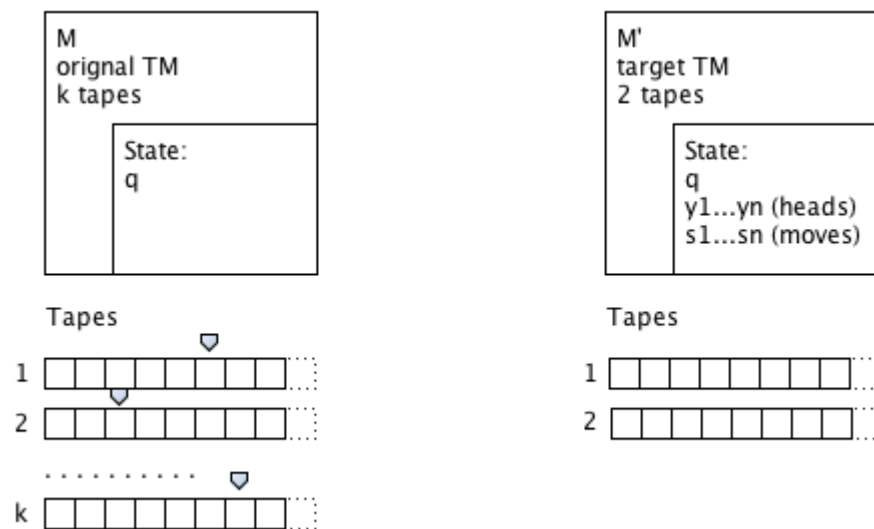 M
orignal TM
k tapes
State:
q
Tapes
1
2
k
M'
target TM
2 tapes
State:
q
y1...yn (heads)
s1...sn (moves)
Tapes
1
2